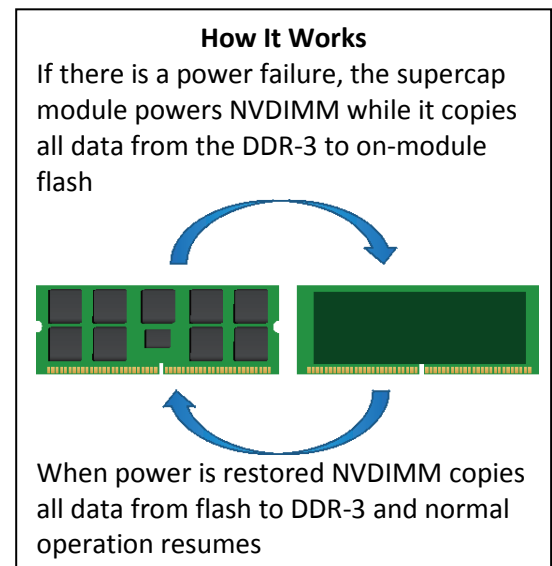 How It Works
If there is a power failure, the supercap
module powers NVDIMM while it copies
all data from the DDR-3 to on-module
flash
When power is restored NVDIMM copies
all data from flash to DDR-3 and normal
operation resumes